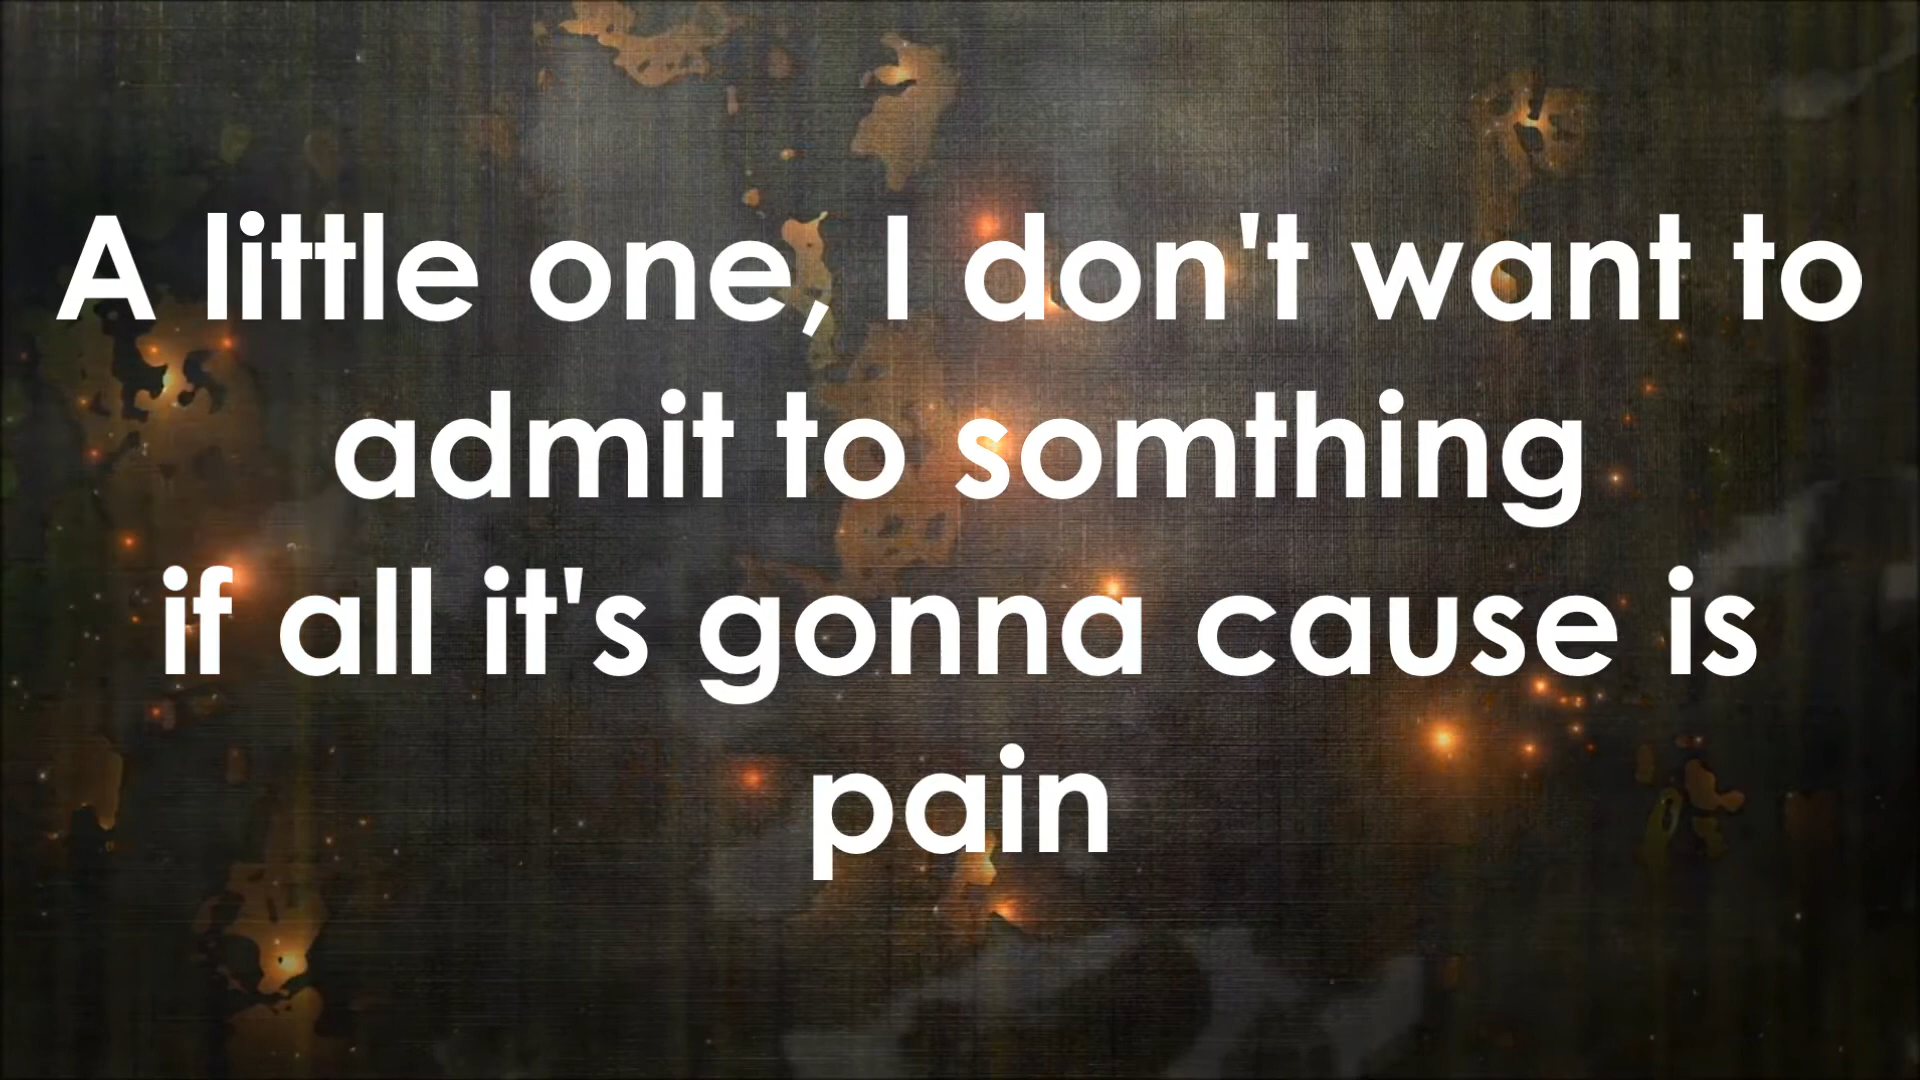 A little one, I don't want to
admit to somthing
if all it's gonna cause is
pain